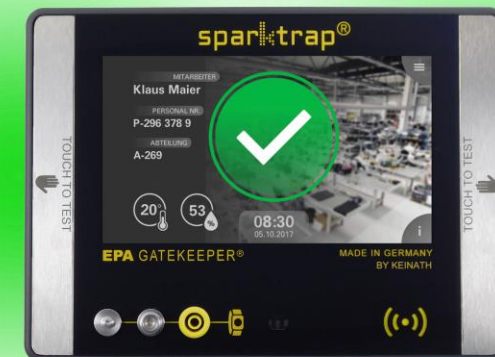 sparktrap®
MITARBEITER
Klaus Maier
PERSONAL NR.
P-296 378 9
ABTEILUNG
A-269
20°
53
%
08:30
05.10.2017
i
TOUCH TO TEST
TOUCH TO TEST
EPA GATEKEEPER®
MADE IN GERMANY
BY KEINATH